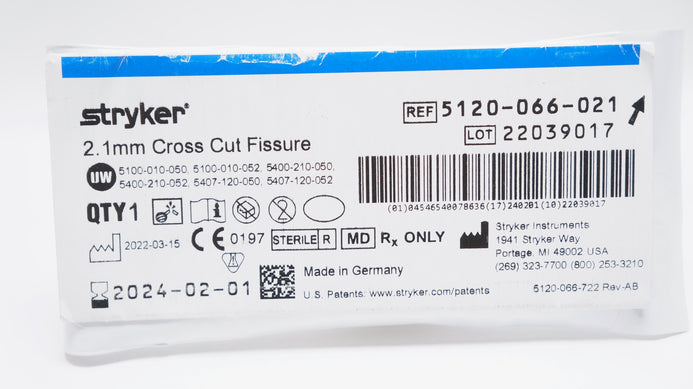 stryker®
REF 5120-066-021
LOT 22039017
2.1mm Cross Cut Fissure
UW 5100-010-050, 5100-010-052, 5400-210-050,
5400-210-052, 5407-120-050, 5407-120-052
(01)04546540078636(17)240201(10)22039017
QTY 1
2022-03-15 CE 0197 STERILE R MD Rx ONLY
Stryker Instruments
1941 Stryker Way
Portage, MI 49002 USA
(269) 323-7700 (800) 253-3210
2024-02-01
Made in Germany
U.S. Patents: www.stryker.com/patents
5120-066-722 Rev-AB